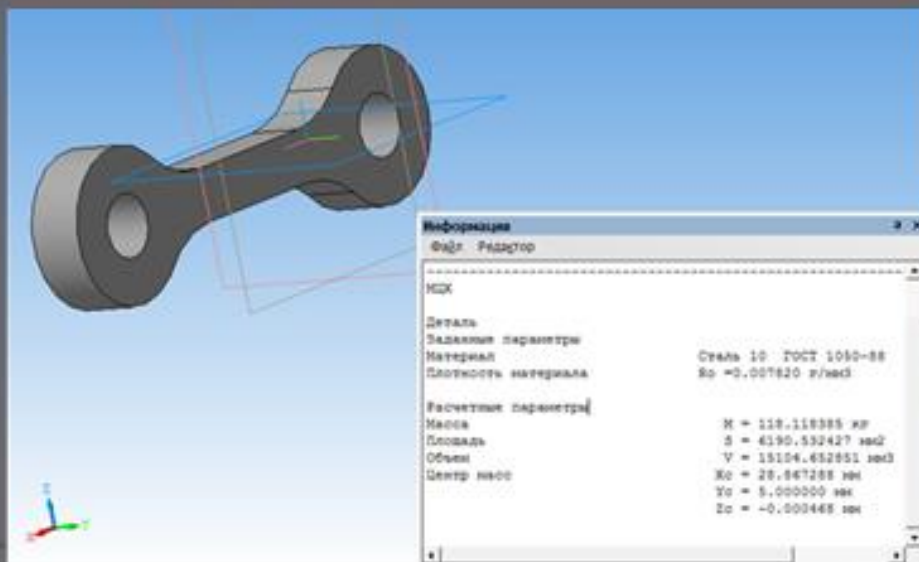 Информация
Файл Редактор
МЦХ
Деталь
Заданные параметры
Материал Сталь 10 ГОСТ 1050-88
Плотность материала Ro =0.007820 г/мм3
Расчетные параметры
Масса M = 118.118385 кг
Площадь S = 6190.532427 мм2
Объем V = 15104.652851 мм3
Центр масс Xc = 28.867288 мм
Yc = 5.000000 мм
Zc = -0.000468 мм